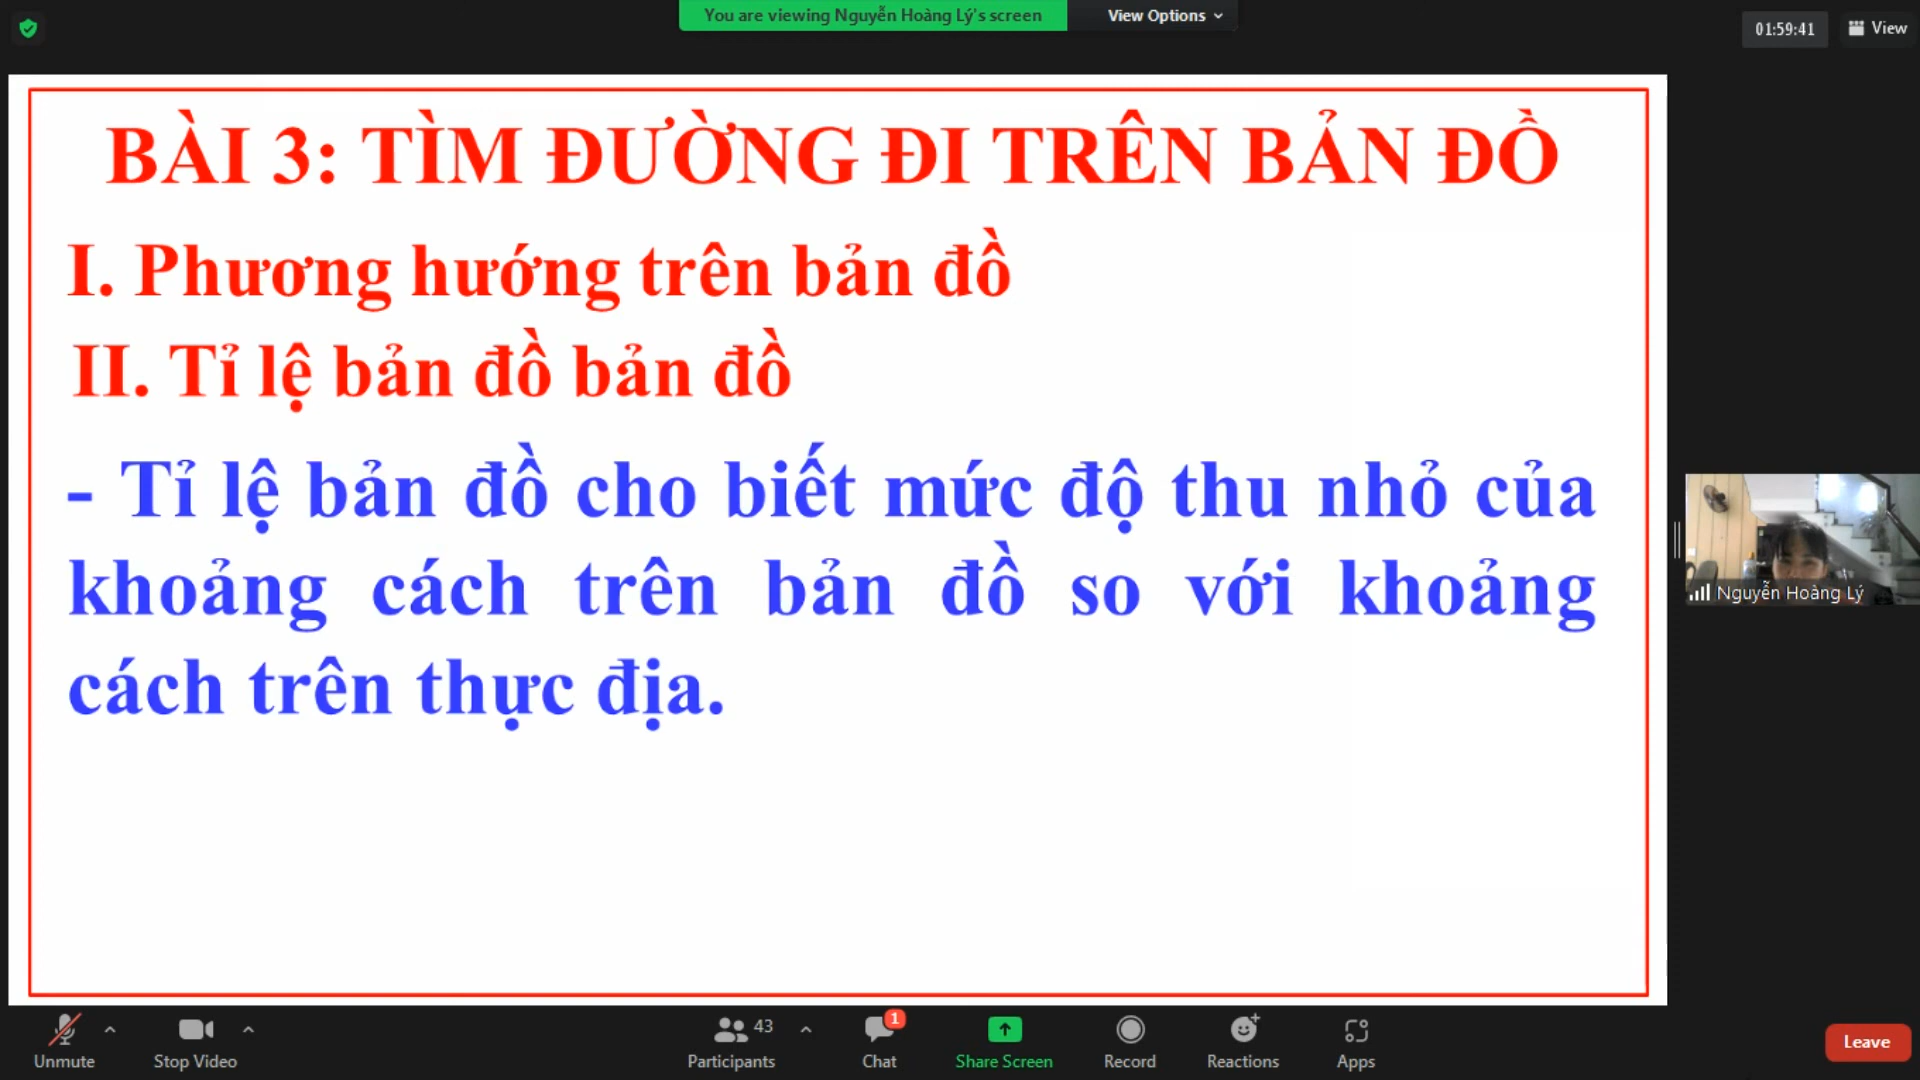 You are viewing Nguyễn Hoàng Lý's screen
View Options
01:59:41
View
BÀI 3: TÌM ĐƯỜNG ĐI TRÊN BẢN ĐỒ
I. Phương hướng trên bản đồ
II. Tỉ lệ bản đồ bản đồ
- Tỉ lệ bản đồ cho biết mức độ thu nhỏ của
khoảng cách trên bản đồ so với khoảng
cách trên thực địa.
Nguyễn Hoàng Lý
43
1
Unmute
Stop Video
Participants
Chat
Share Screen
Record
Reactions
Apps
Leave